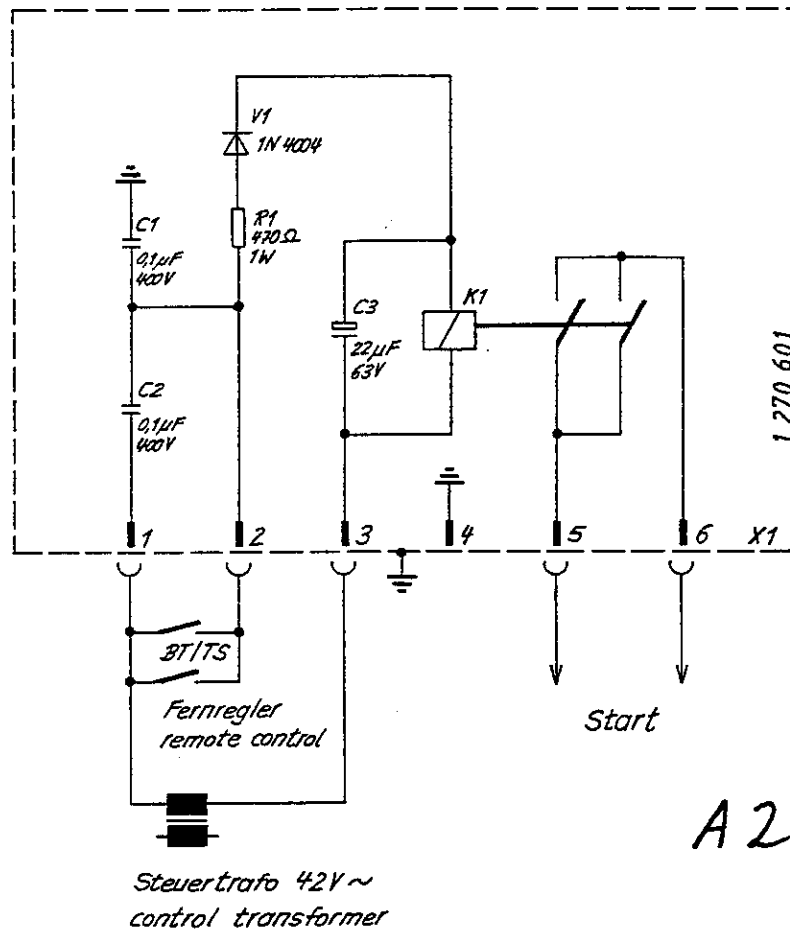 V1
1N 4004
C1
0,1µF
400V
R1
470Ω
1W
C3
22µF
63V
K1
C2
0,1µF
400V
1 270 601
1
2
3
4
5
6
X1
BT/TS
Fernregler
remote control
Start
A2
Steuertrafo 42V~
control transformer